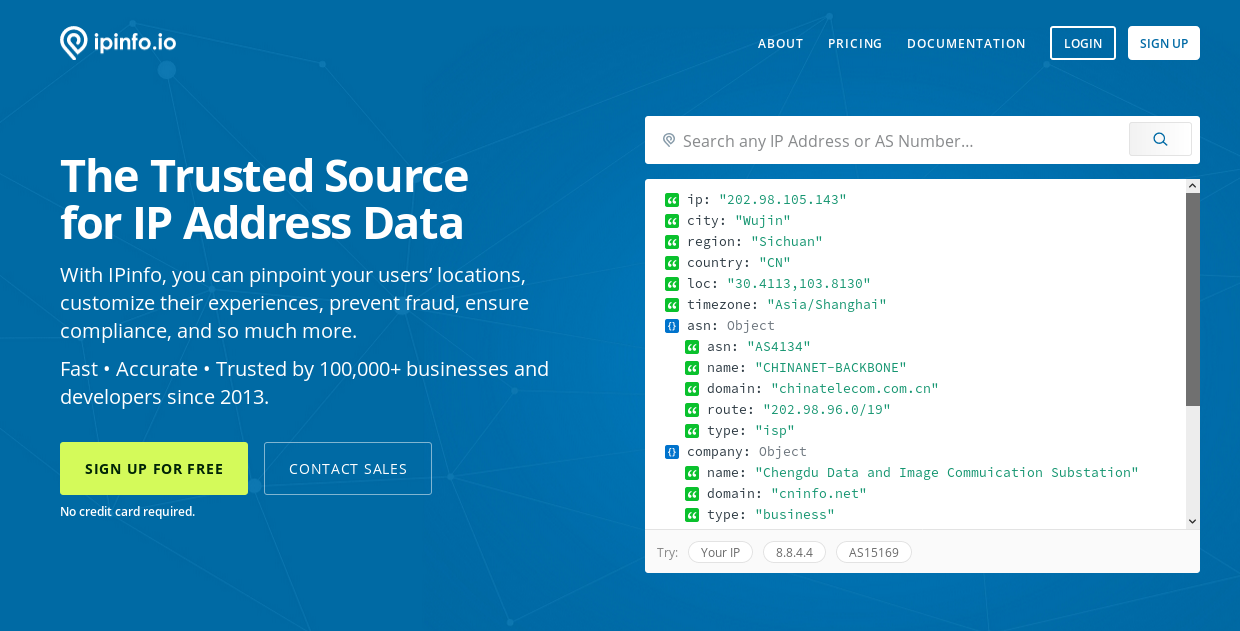 ipinfo.io
ABOUT PRICING DOCUMENTATION LOGIN SIGN UP
The Trusted Source
for IP Address Data
With IPinfo, you can pinpoint your users’ locations,
customize their experiences, prevent fraud, ensure
compliance, and so much more.
Fast • Accurate • Trusted by 100,000+ businesses and
developers since 2013.
SIGN UP FOR FREE CONTACT SALES
No credit card required.
Search any IP Address or AS Number...
ip: "202.98.105.143"
city: "Wujin"
region: "Sichuan"
country: "CN"
loc: "30.4113,103.8130"
timezone: "Asia/Shanghai"
{} asn: Object
asn: "AS4134"
name: "CHINANET-BACKBONE"
domain: "chinatelecom.com.cn"
route: "202.98.96.0/19"
type: "isp"
{} company: Object
name: "Chengdu Data and Image Commuication Substation"
domain: "cninfo.net"
type: "business"
Try: Your IP 8.8.4.4 AS15169